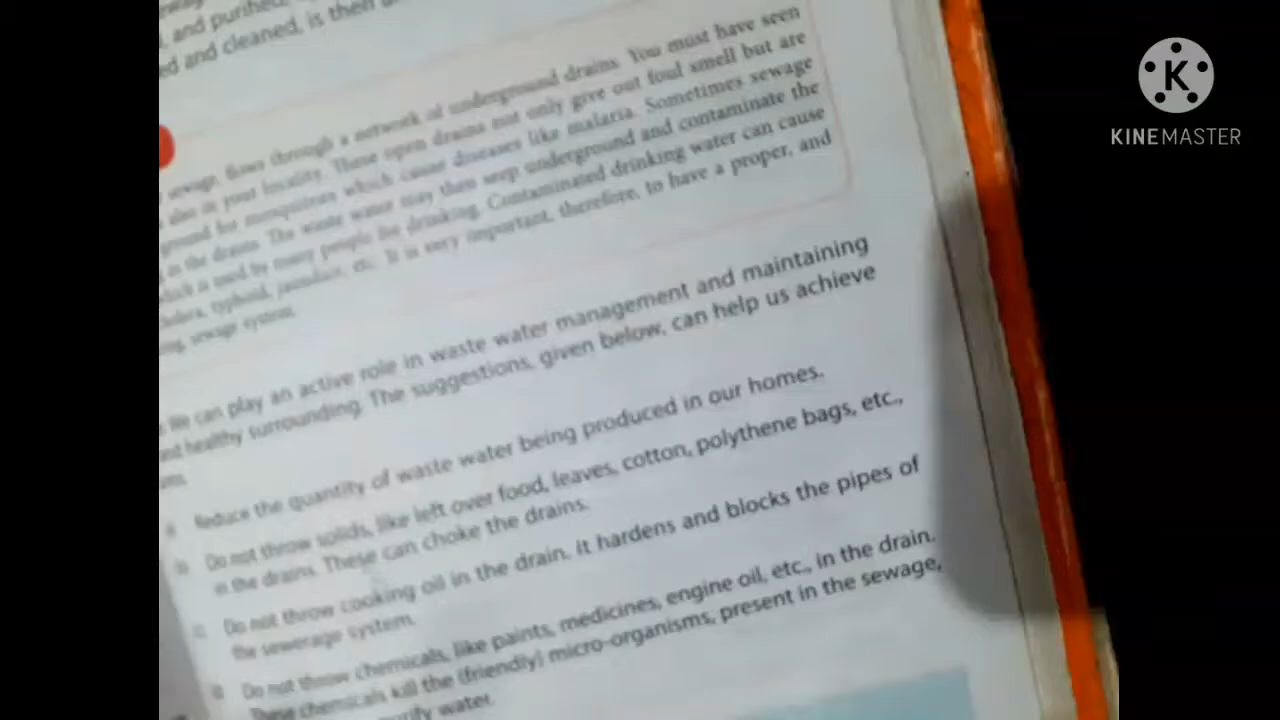 , and purified,
ed and cleaned, is then
sewage flows through a network of underground drains. You must have seen
also in your locality. These open drains not only give out foul smell but are
ground for mosquitoes which cause diseases like malaria. Sometimes sewage
in the drains. The waste water may then seep underground and contaminate the
which is used by many people for drinking. Contaminated drinking water can cause
cholera, typhoid, jaundice, etc. It is very important, therefore, to have a proper, and
sewage system.
We can play an active role in waste water management and maintaining
and healthy surrounding. The suggestions, given below, can help us achieve
Reduce the quantity of waste water being produced in our homes.
Do not throw solids, like left over food, leaves, cotton, polythene bags, etc.,
in the drains. These can choke the drains.
Do not throw cooking oil in the drain. It hardens and blocks the pipes of
the sewerage system.
Do not throw chemicals, like paints, medicines, engine oil, etc., in the drain.
These chemicals kill the (friendly) micro-organisms, present in the sewage,
purify water.
K
KINEMASTER